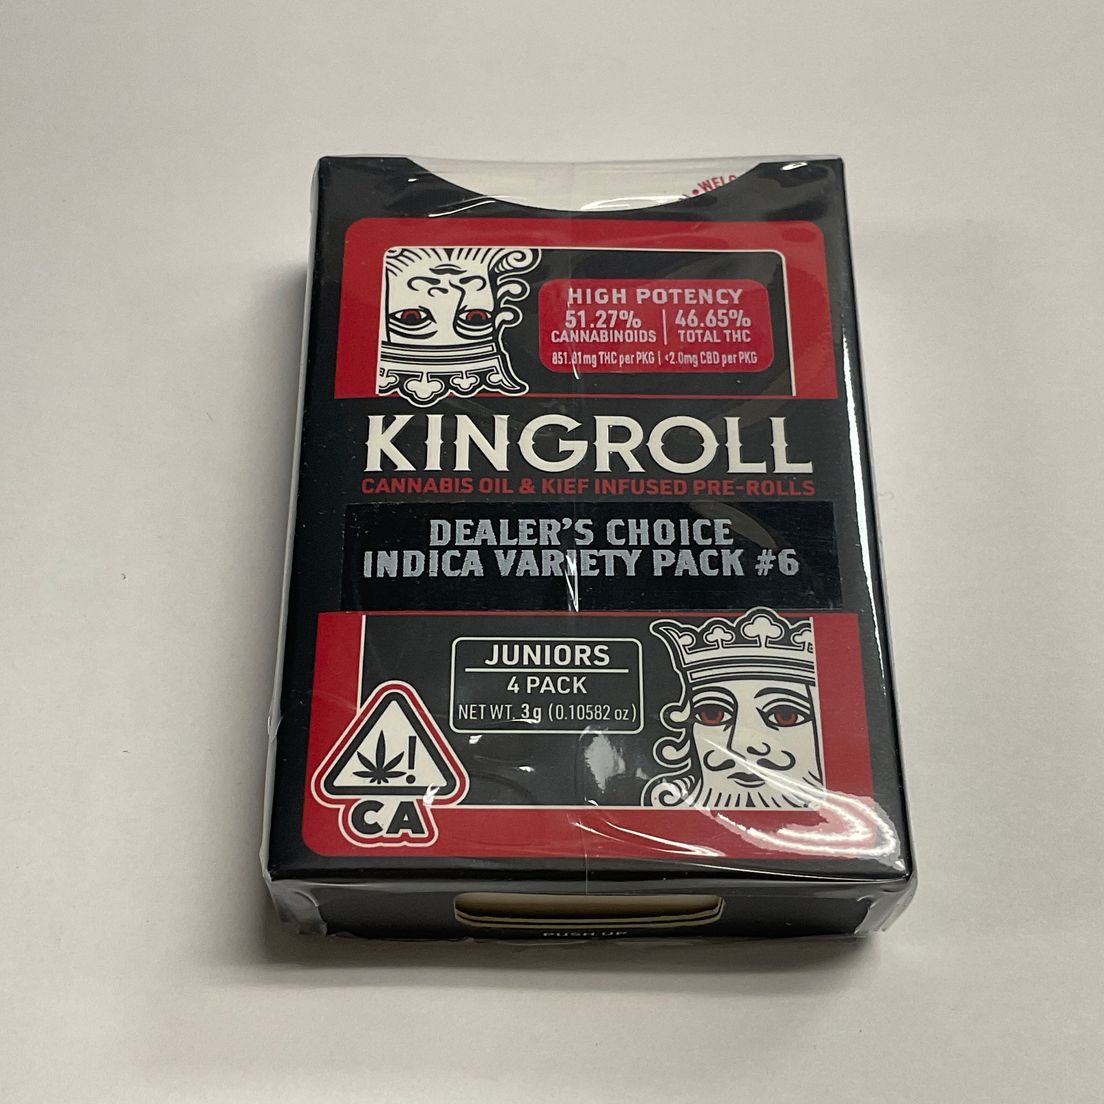 HIGH POTENCY
51.27% | 46.65%
CANNABINOIDS | TOTAL THC
851.01mg THC per PKG | <2.0mg CBD per PKG
KINGROLL
CANNABIS OIL & KIEF INFUSED PRE-ROLLS
DEALER'S CHOICE
INDICA VARIETY PACK #6
JUNIORS
4 PACK
NET WT. 3g (0.10582 oz)
!
CA
PUSH UP